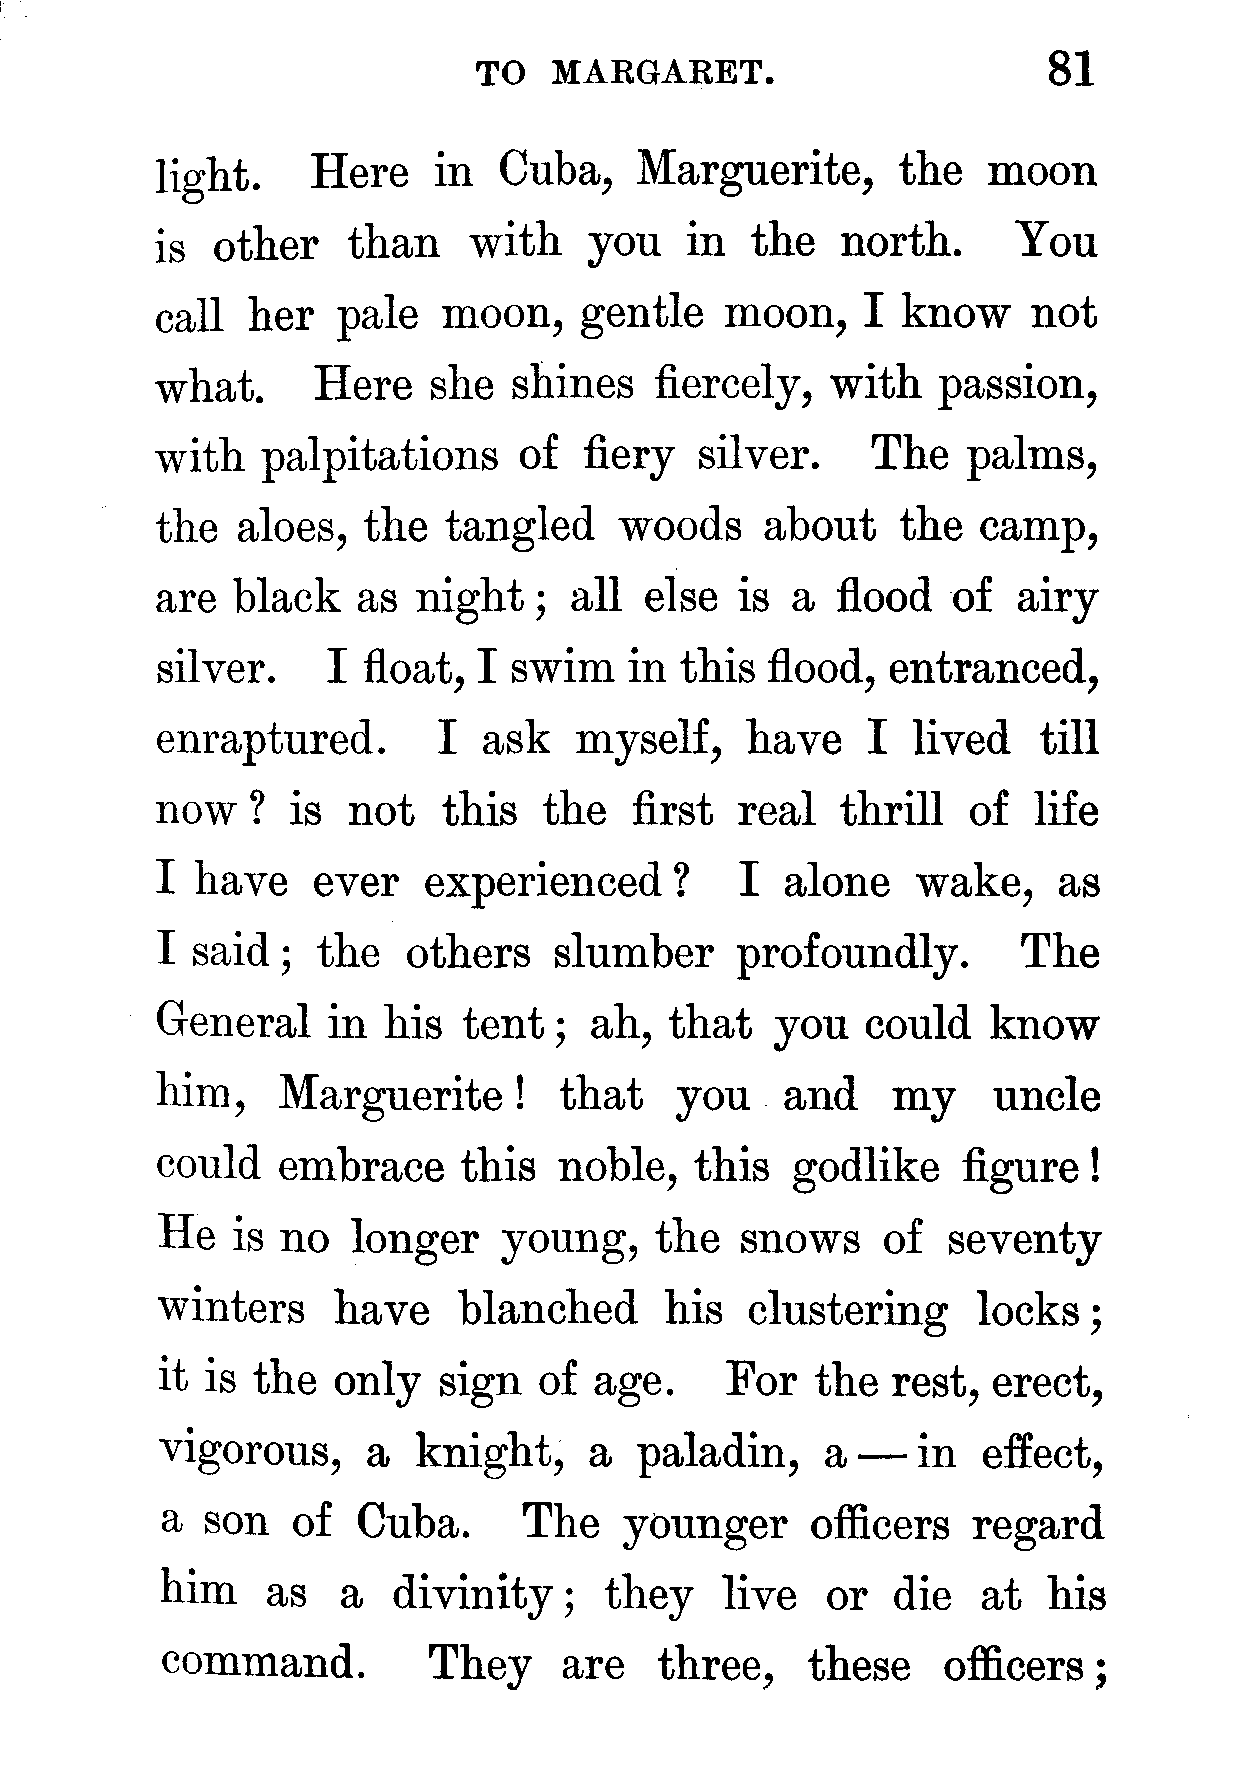 TO MARGARET. 81
light. Here in Cuba, Marguerite, the moon
is other than with you in the north. You
call her pale moon, gentle moon, I know not
what. Here she shines fiercely, with passion,
with palpitations of fiery silver. The palms,
the aloes, the tangled woods about the camp,
are black as night; all else is a flood of airy
silver. I float, I swim in this flood, entranced,
enraptured. I ask myself, have I lived till
now? is not this the first real thrill of life
I have ever experienced? I alone wake, as
I said; the others slumber profoundly. The
General in his tent; ah, that you could know
him, Marguerite! that you and my uncle
could embrace this noble, this godlike figure!
He is no longer young, the snows of seventy
winters have blanched his clustering locks;
it is the only sign of age. For the rest, erect,
vigorous, a knight, a paladin, a — in effect,
a son of Cuba. The younger officers regard
him as a divinity; they live or die at his
command. They are three, these officers;